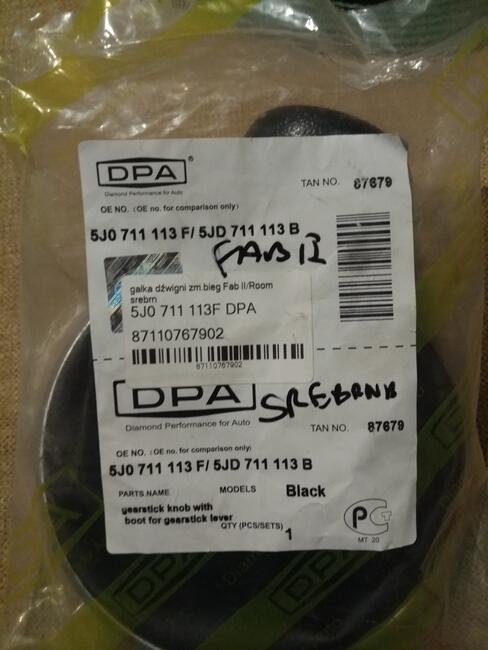 DPA®
Diamond Performance for Auto
TAN NO. 87679
OE NO. (OE no. for comparison only)
5J0 711 113 F/ 5JD 711 113 B
FAB II
gałka dźwigni zm.bieg Fab II/Room
srebrn
5J0 711 113F DPA
87110767902
87110767902
DPA
SREBRNA
Diamond Performance for Auto
TAN NO. 87679
OE NO. (OE no. for comparison only)
5J0 711 113 F/ 5JD 711 113 B
PARTS NAME
MODELS
Black
gearstick knob with
boot for gearstick lever
QTY (PCS/SETS) 1
MT 20
DPA